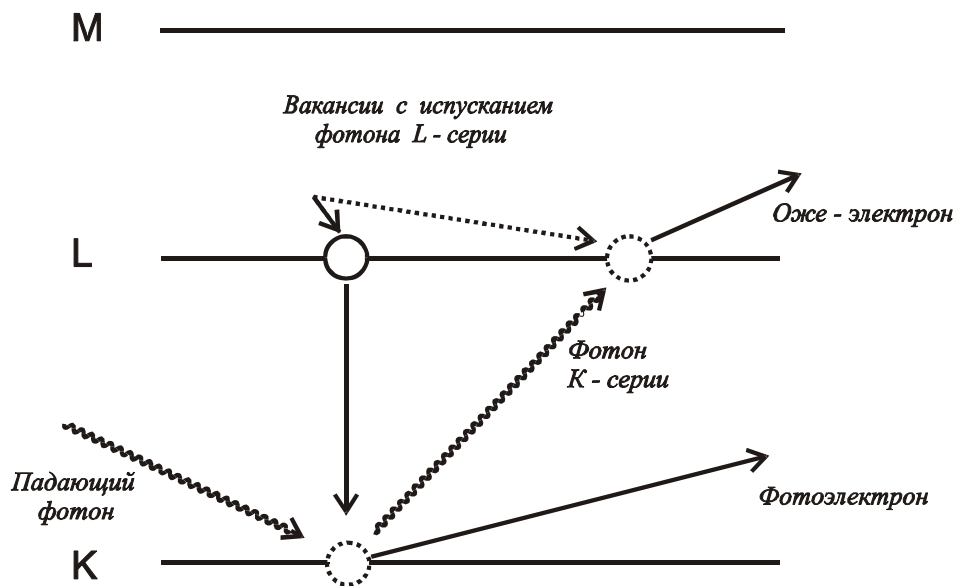 M
Вакансии с испусканием
фотона L - серии
Оже - электрон
L
Фотон
К - серии
Падающий
фотон
Фотоэлектрон
K